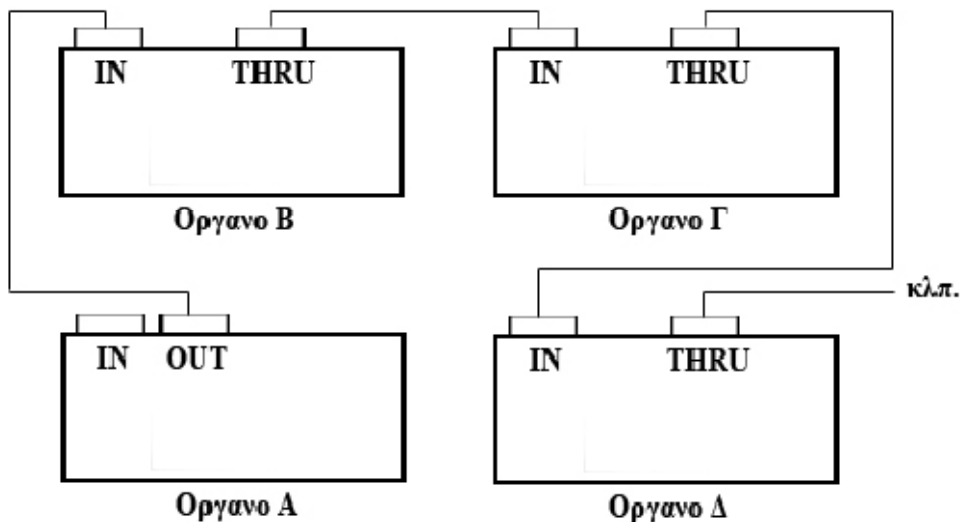 IN THRU
Οργανο Β
IN THRU
Οργανο Γ
IN OUT
Οργανο Α
IN THRU
Οργανο Δ
κλπ.